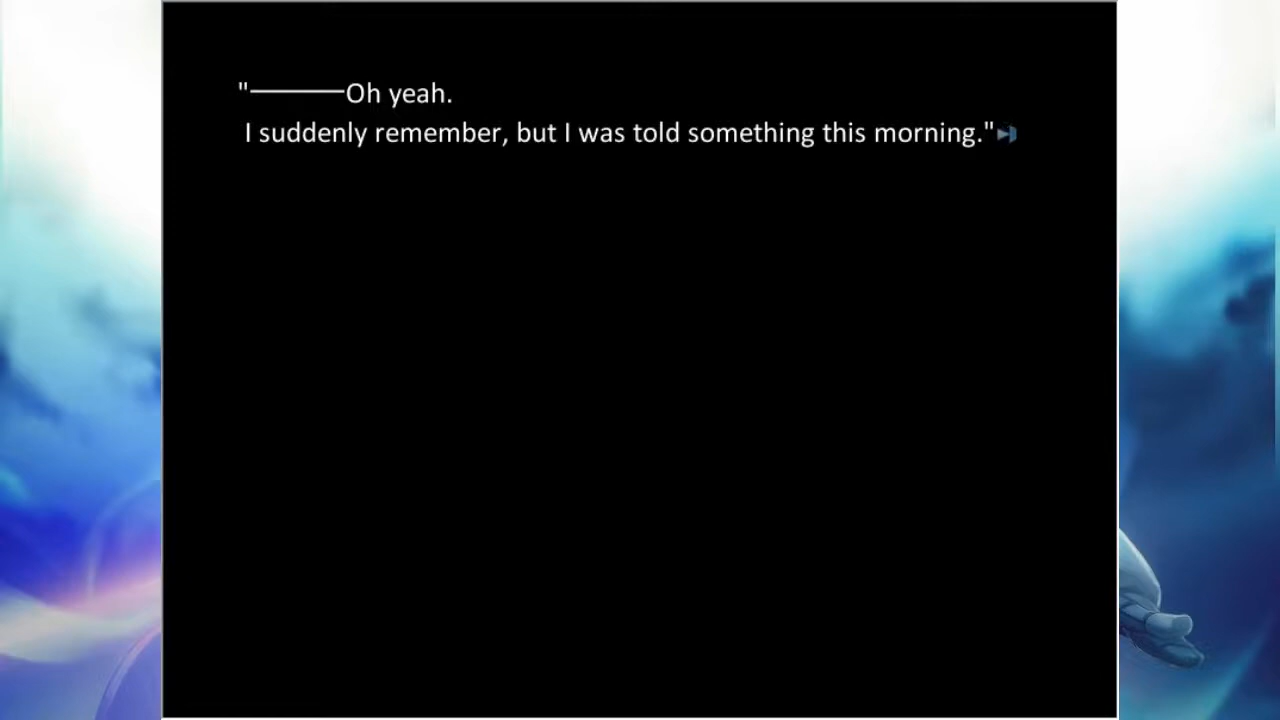 "————Oh yeah.
I suddenly remember, but I was told something this morning."